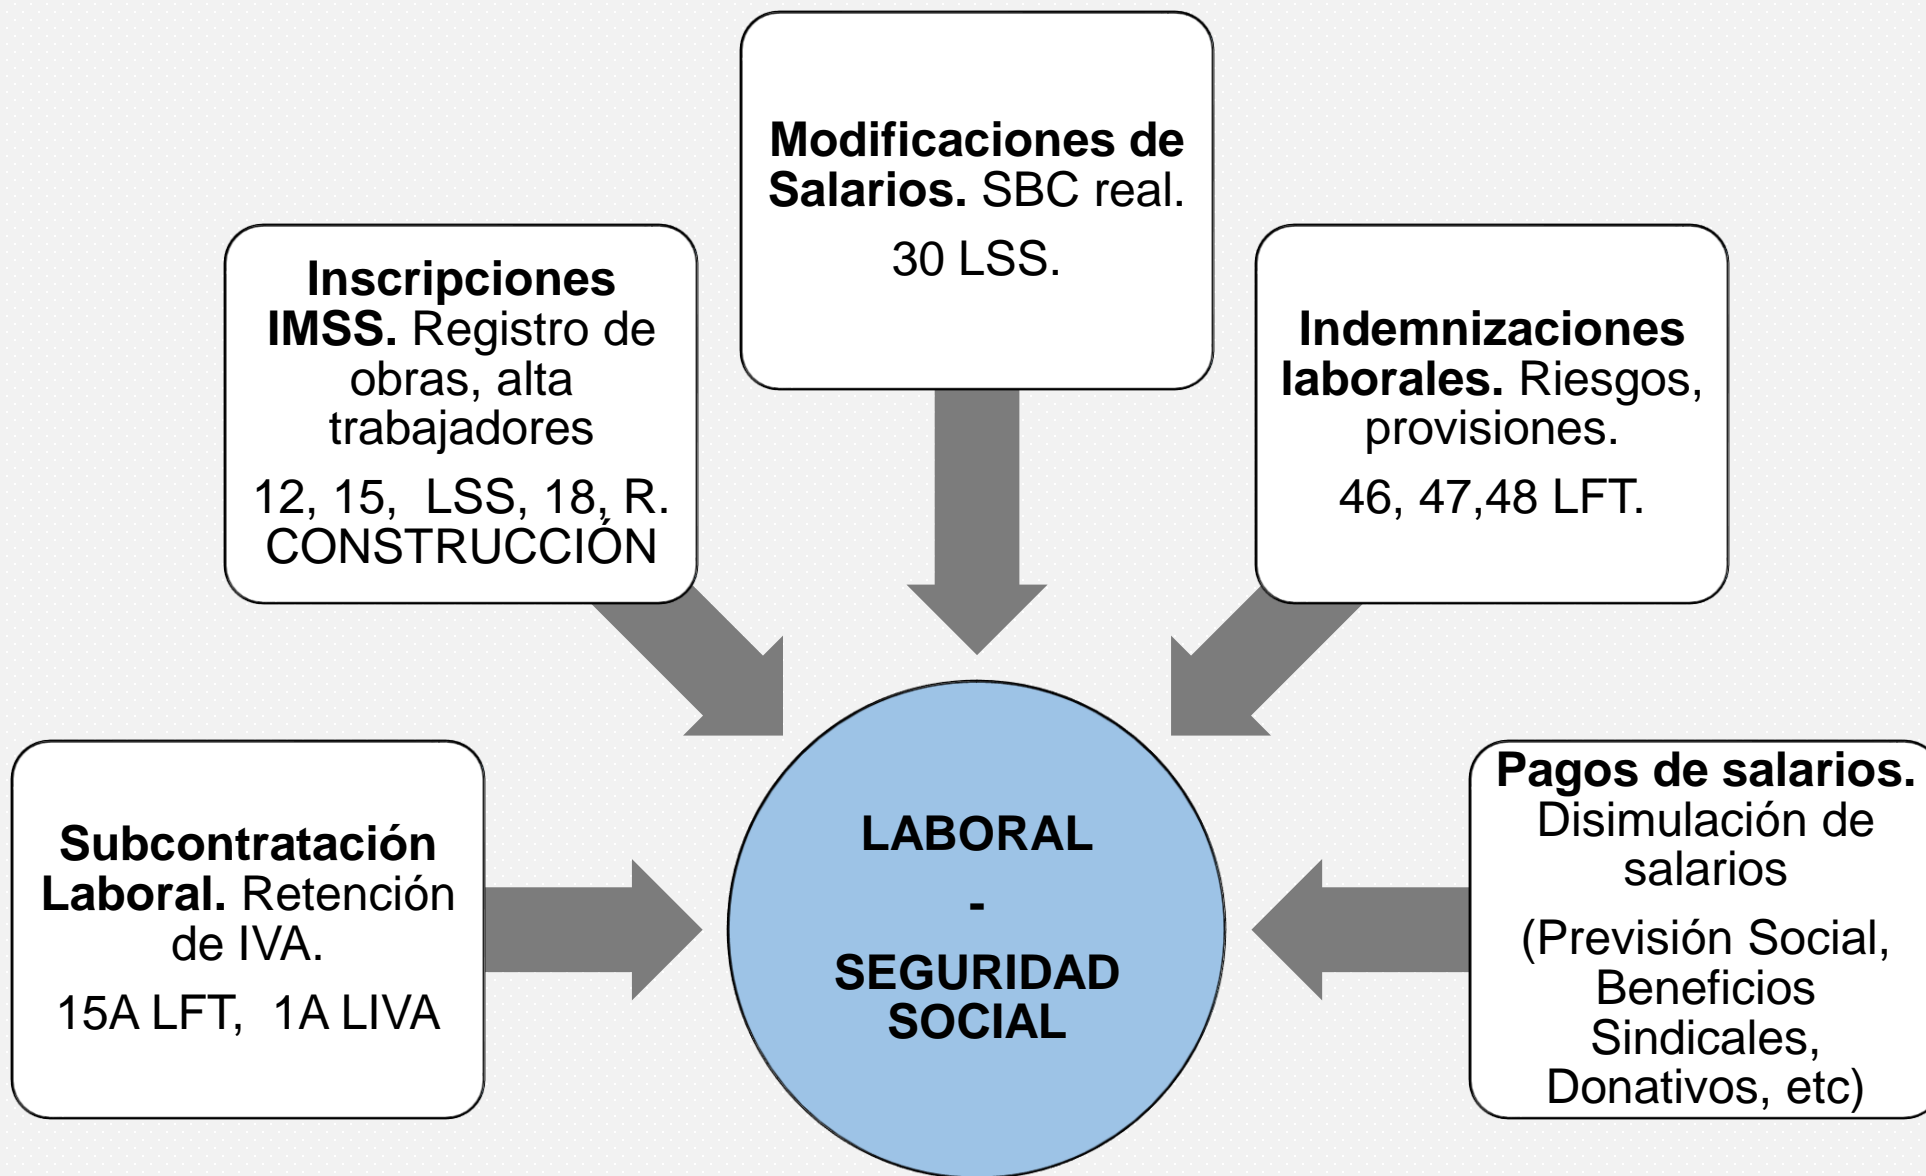 Modificaciones de
Salarios. SBC real.
30 LSS.
Inscripciones
IMSS. Registro de
obras, alta
trabajadores
12, 15,  LSS, 18, R.
CONSTRUCCIÓN
Indemnizaciones
laborales. Riesgos,
provisiones.
46, 47,48 LFT.
Subcontratación
Laboral. Retención
de IVA.
15A LFT,  1A LIVA
LABORAL
-
SEGURIDAD
SOCIAL
Pagos de salarios.
Disimulación de
salarios
(Previsión Social,
Beneficios
Sindicales,
Donativos, etc)